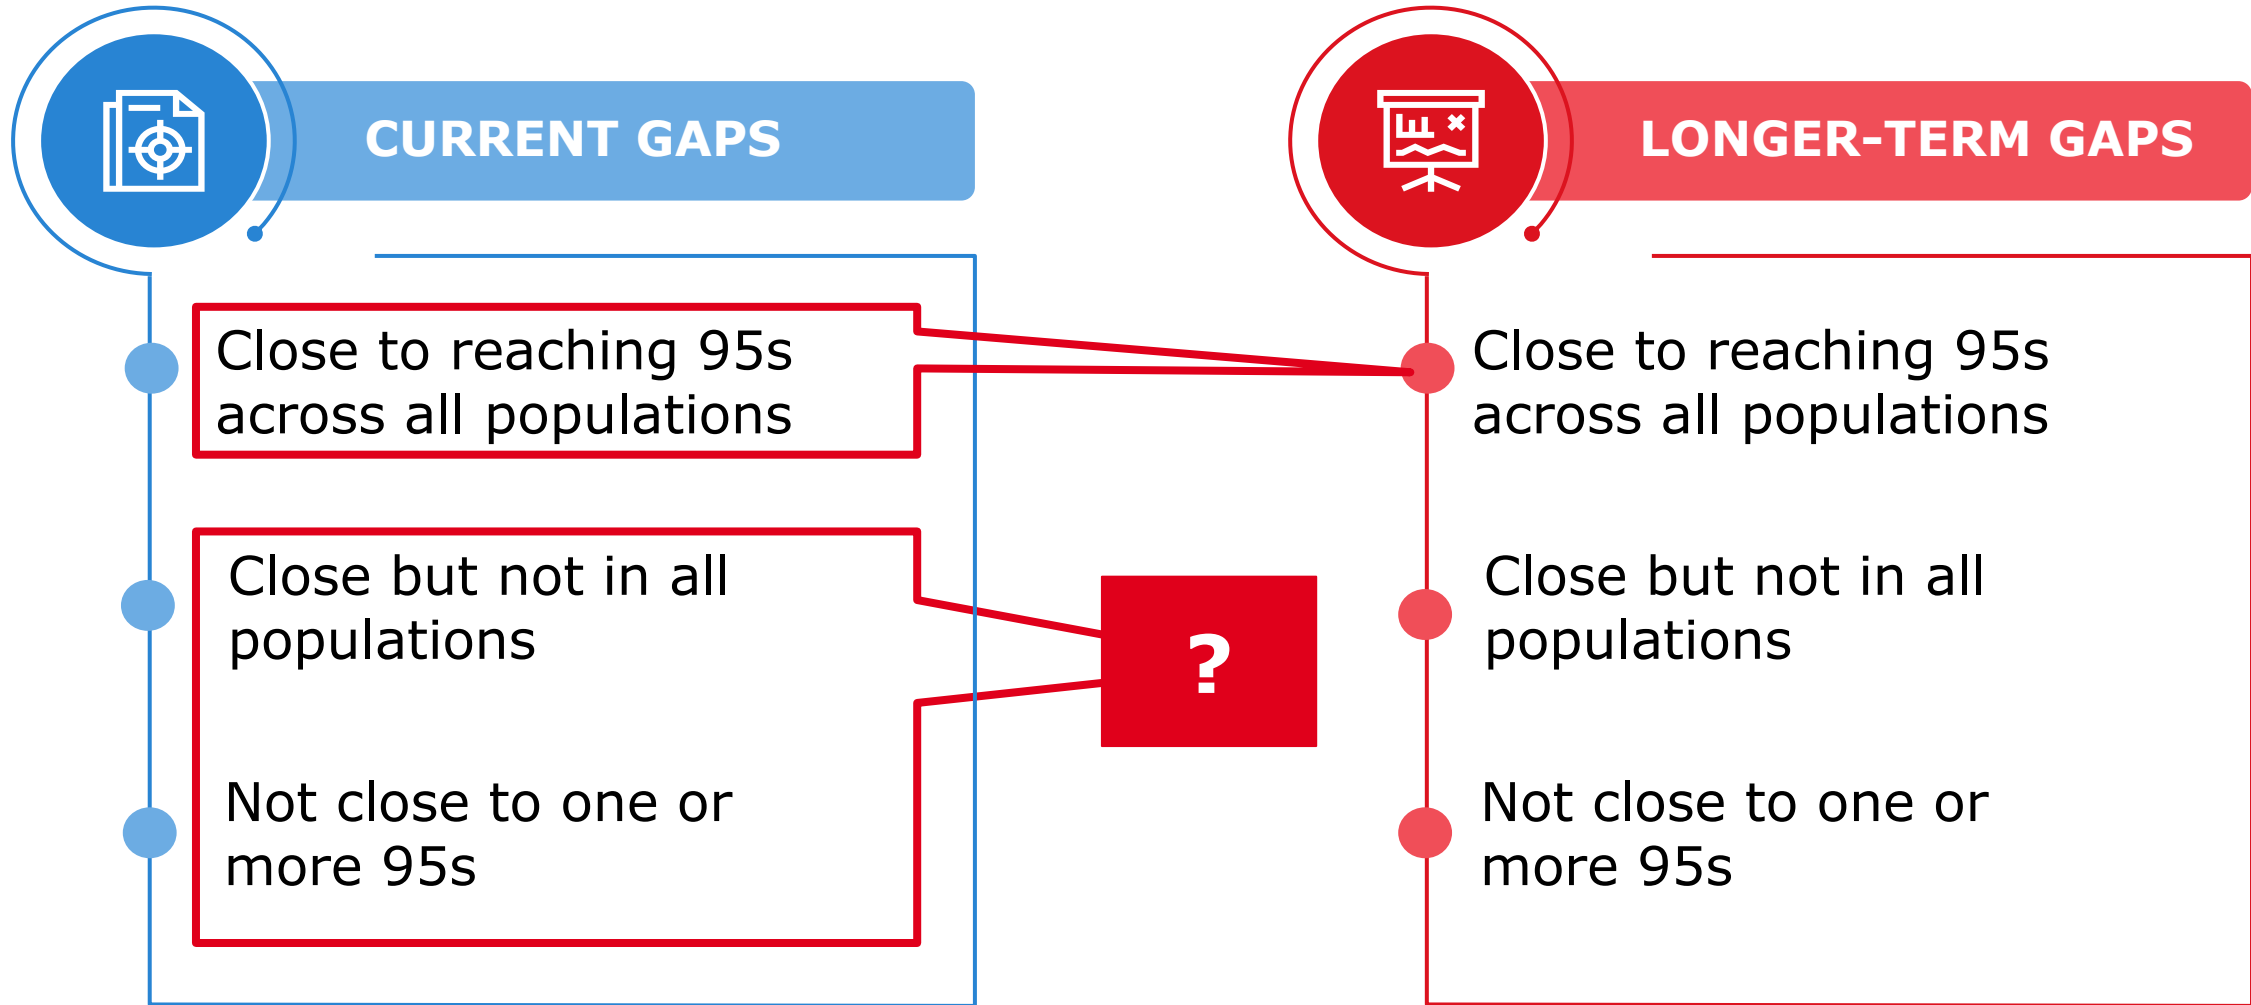 CURRENT GAPS
Close to reaching 95s
across all populations
Close but not in all
populations
Not close to one or
more 95s
?
LONGER-TERM GAPS
Close to reaching 95s
across all populations
Close but not in all
populations
Not close to one or
more 95s